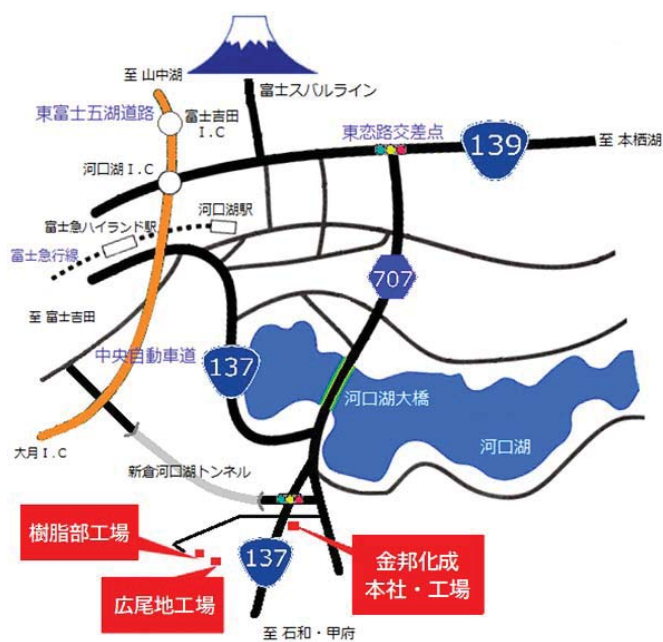 至 山中湖
富士スバルライン
東富士五湖道路
富士吉田
I.C
東恋路交差点
139
至 本栖湖
河口湖 I.C
河口湖駅
富士急ハイランド駅
富士急行線
707
至 富士吉田
中央自動車道
137
河口湖大橋
河口湖
大月 I.C
新倉河口湖トンネル
樹脂部工場
広尾地工場
137
金邦化成
本社・工場
至 石和・甲府